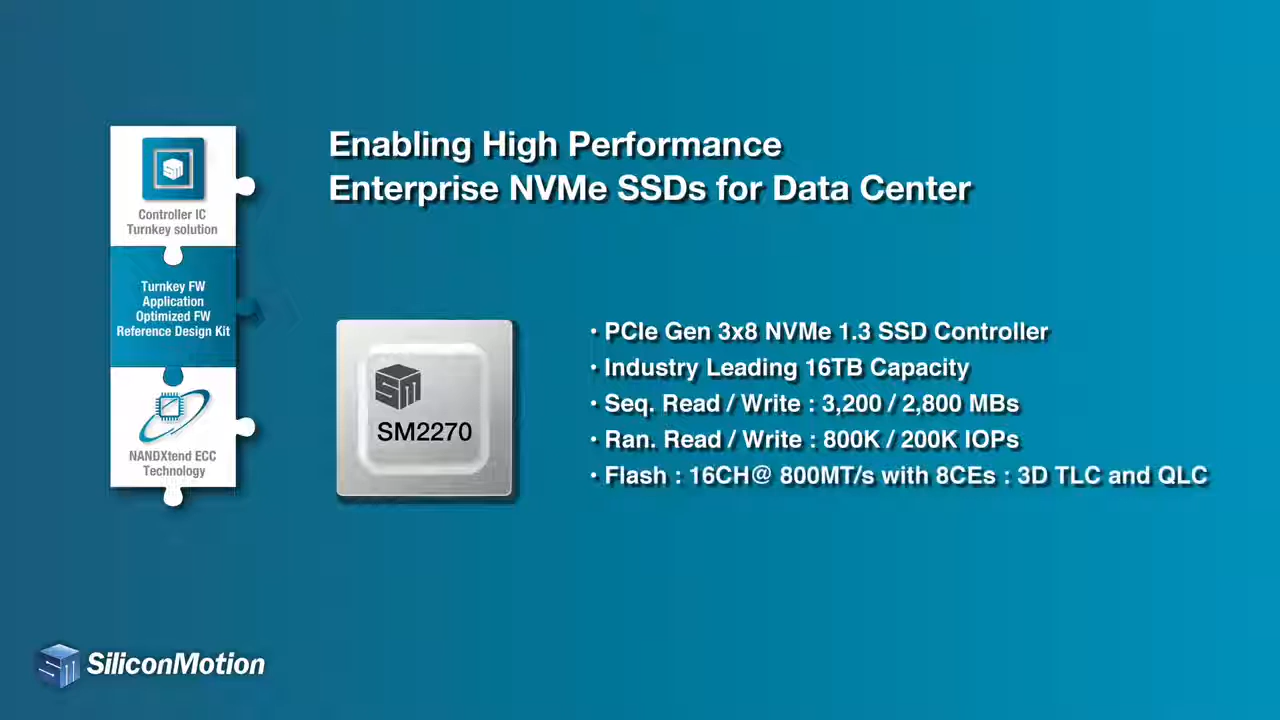 Enabling High Performance
Enterprise NVMe SSDs for Data Center
Controller IC
Turnkey solution
Turnkey FW
Application
Optimized FW
Reference Design Kit
NANDXtend ECC
Technology
SM
SM2270
• PCIe Gen 3x8 NVMe 1.3 SSD Controller
• Industry Leading 16TB Capacity
• Seq. Read / Write : 3,200 / 2,800 MBs
• Ran. Read / Write : 800K / 200K IOPs
• Flash : 16CH@ 800MT/s with 8CEs : 3D TLC and QLC
SiliconMotion